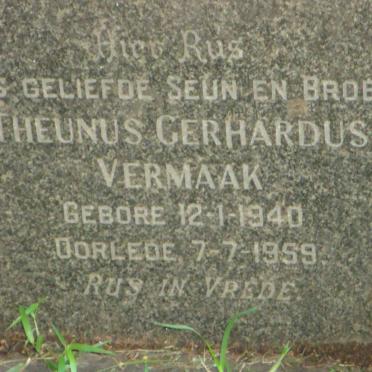 Hier Rus
S GELIEFDE SEUN EN BROE
THEUNUS GERHARDUS
VERMAAK
GEBORE 12-1-1940
OORLEDE 7-7-1959
RUS IN VREDE